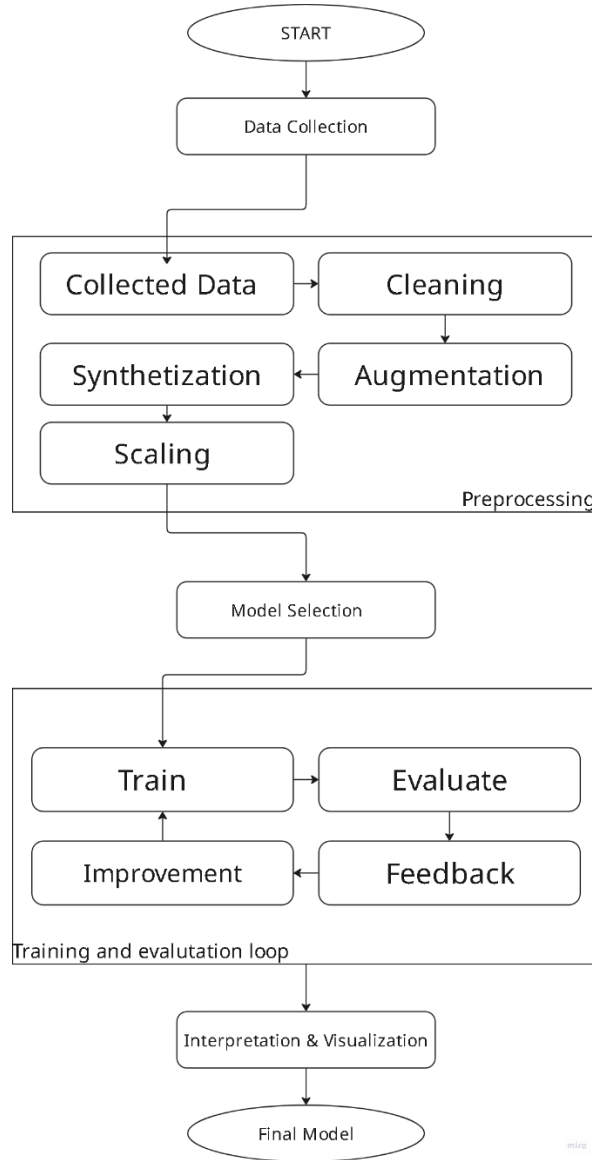 START
Data Collection
Collected Data
Cleaning
Synthetization
Augmentation
Scaling
Preprocessing
Model Selection
Train
Evaluate
Improvement
Feedback
Training and evalutation loop
Interpretation & Visualization
Final Model
miro